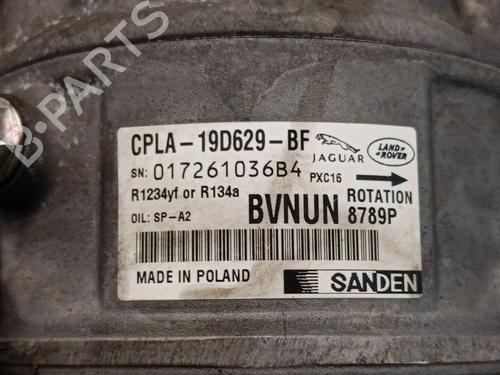 CPLA-19D629-BF
JAGUAR
LAND ROVER
SN: 017261036B4 PXC16
R1234yf or R134a
BVNUN
ROTATION
8789P
OIL: SP-A2
MADE IN POLAND
SANDEN
B-PARTS